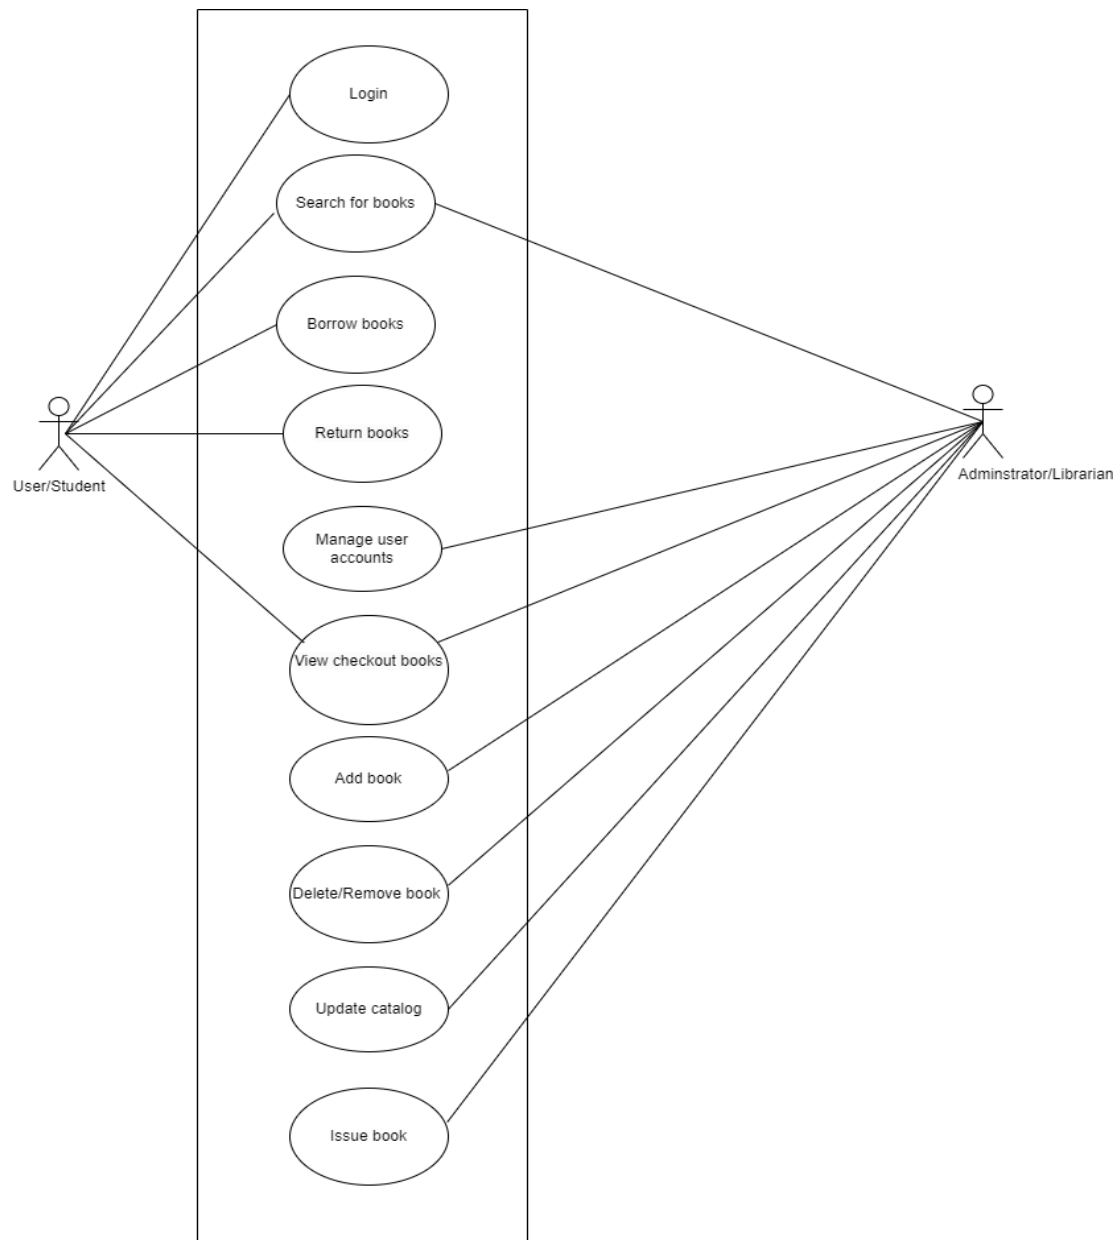 Login
Search for books
Borrow books
Return books
User/Student
Adminstrator/Librarian
Manage user
accounts
View checkout books
Add book
Delete/Remove book
Update catalog
Issue book